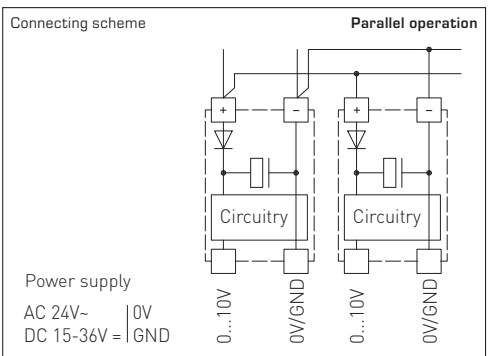 Connecting scheme
Parallel operation
+ − + −
Circuitry Circuitry
Power supply
AC 24V~ 0V
DC 15-36V = GND
0...10V
0V/GND
0...10V
0V/GND